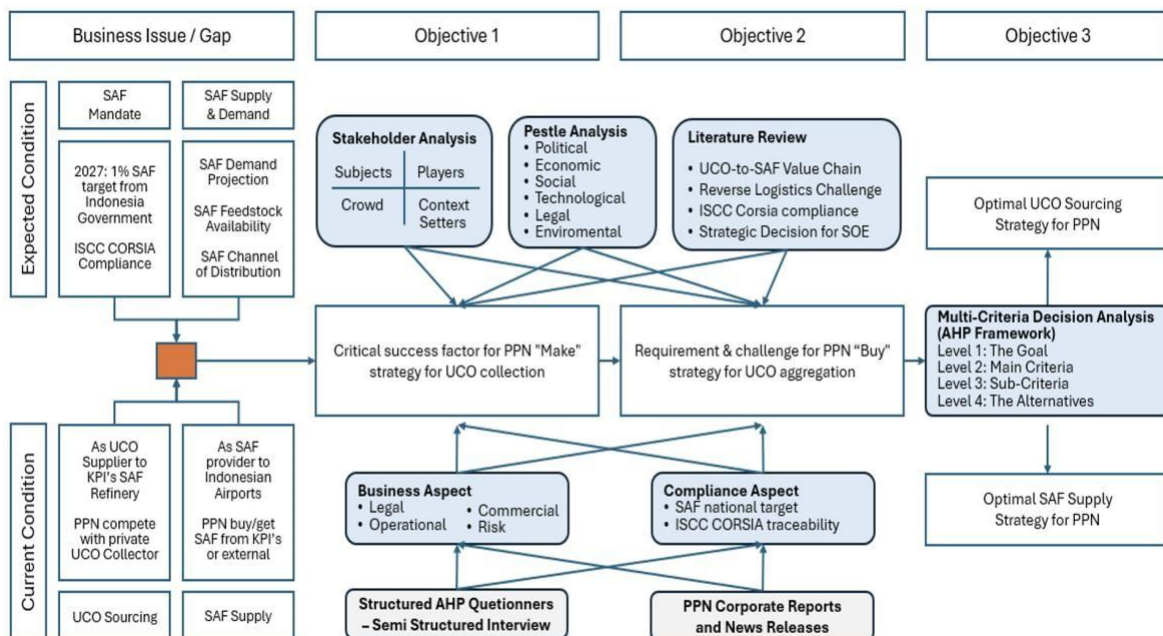 Business Issue / Gap
Objective 1
Objective 2
Objective 3
Expected Condition
SAF
Mandate
SAF Supply
& Demand
2027: 1% SAF
target from
Indonesia
Government
ISCC CORSIA
Compliance
SAF Demand
Projection
SAF Feedstock
Availability
SAF Channel
of Distribution
Stakeholder Analysis
Subjects
Players
Crowd
Context
Setters
Pestle Analysis
• Political
• Economic
• Social
• Technological
• Legal
• Enviromental
Literature Review
• UCO-to-SAF Value Chain
• Reverse Logistics Challenge
• ISCC Corsia compliance
• Strategic Decision for SOE
Optimal UCO Sourcing
Strategy for PPN
Critical success factor for PPN "Make"
strategy for UCO collection
Requirement & challenge for PPN “Buy”
strategy for UCO aggregation
Multi-Criteria Decision Analysis
(AHP Framework)
Level 1: The Goal
Level 2: Main Criteria
Level 3: Sub-Criteria
Level 4: The Alternatives
Current Condition
As UCO
Supplier to
KPI's SAF
Refinery
PPN compete
with private
UCO Collector
As SAF
provider to
Indonesian
Airports
PPN buy/get
SAF from KPI's
or external
UCO Sourcing
SAF Supply
Business Aspect
• Legal
• Operational
• Commercial
• Risk
Compliance Aspect
• SAF national target
• ISCC CORSIA traceability
Optimal SAF Supply
Strategy for PPN
Structured AHP Quetionners
– Semi Structured Interview
PPN Corporate Reports
and News Releases